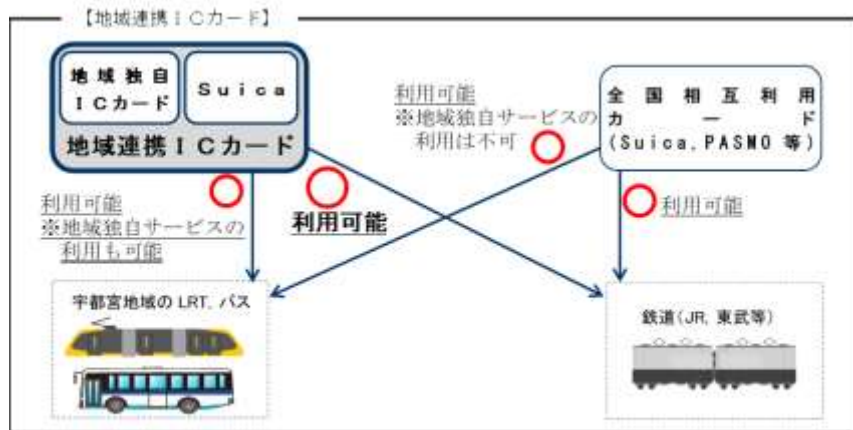 【地域連携ICカード】
地域独自
ICカード
Suica
地域連携ICカード
利用可能
※地域独自サービスの
利用は不可
全国相互利用
カード
(Suica, PASMO 等)
利用可能
※地域独自サービスの
利用も可能
利用可能
利用可能
宇都宮地域の LRT, バス
鉄道(JR, 東武等)